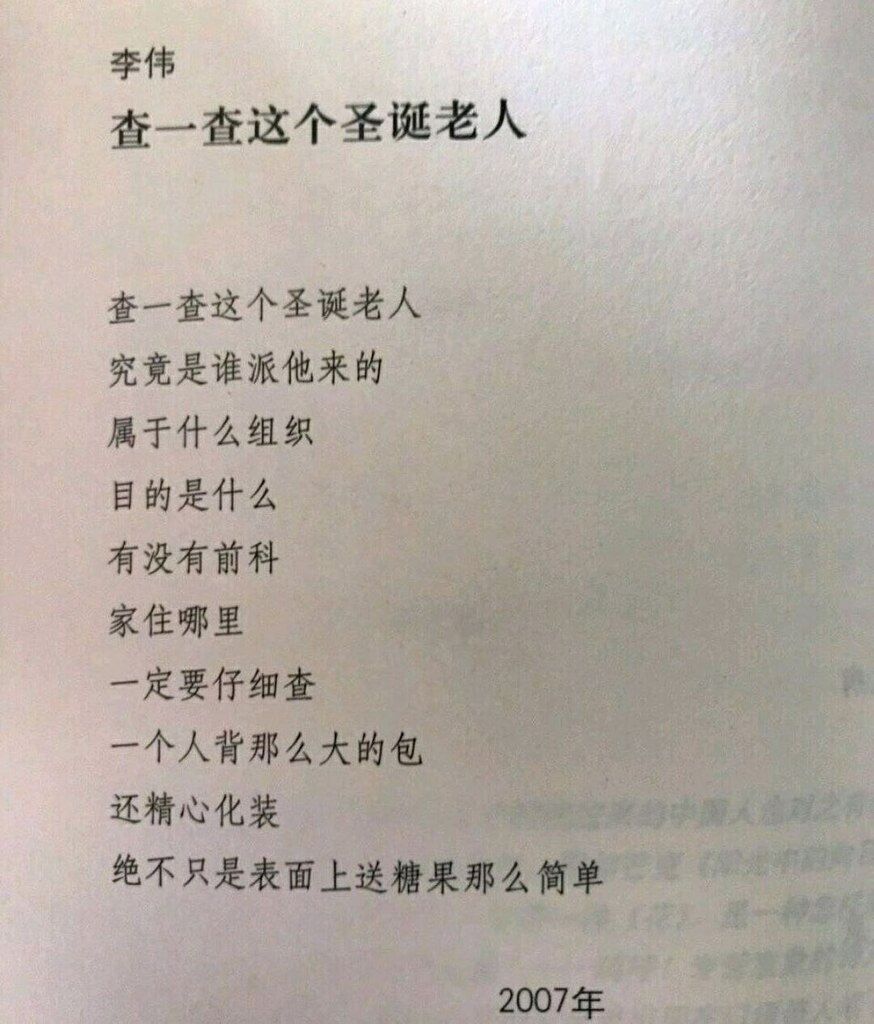 李伟
查一查这个圣诞老人
查一查这个圣诞老人
究竟是谁派他来的
属于什么组织
目的是什么
有没有前科
家住哪里
一定要仔细查
一个人背那么大的包
还精心化装
绝不只是表面上送糖果那么简单
2007年